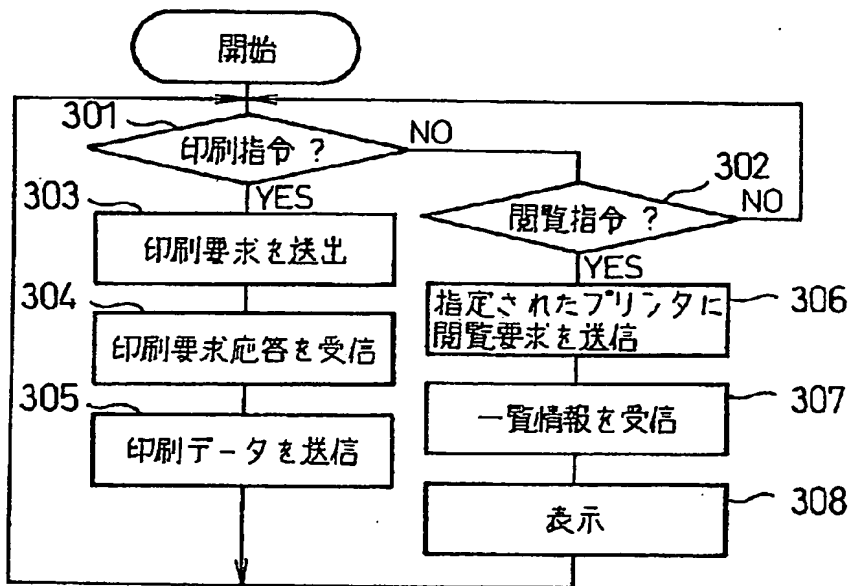 開始
301
印刷指令?
NO
302
303
YES
閲覧指令?
NO
印刷要求を送出
YES
304
指定されたプリンタに
閲覧要求を送信
306
印刷要求応答を受信
305
一覧情報を受信
307
印刷データを送信
表示
308